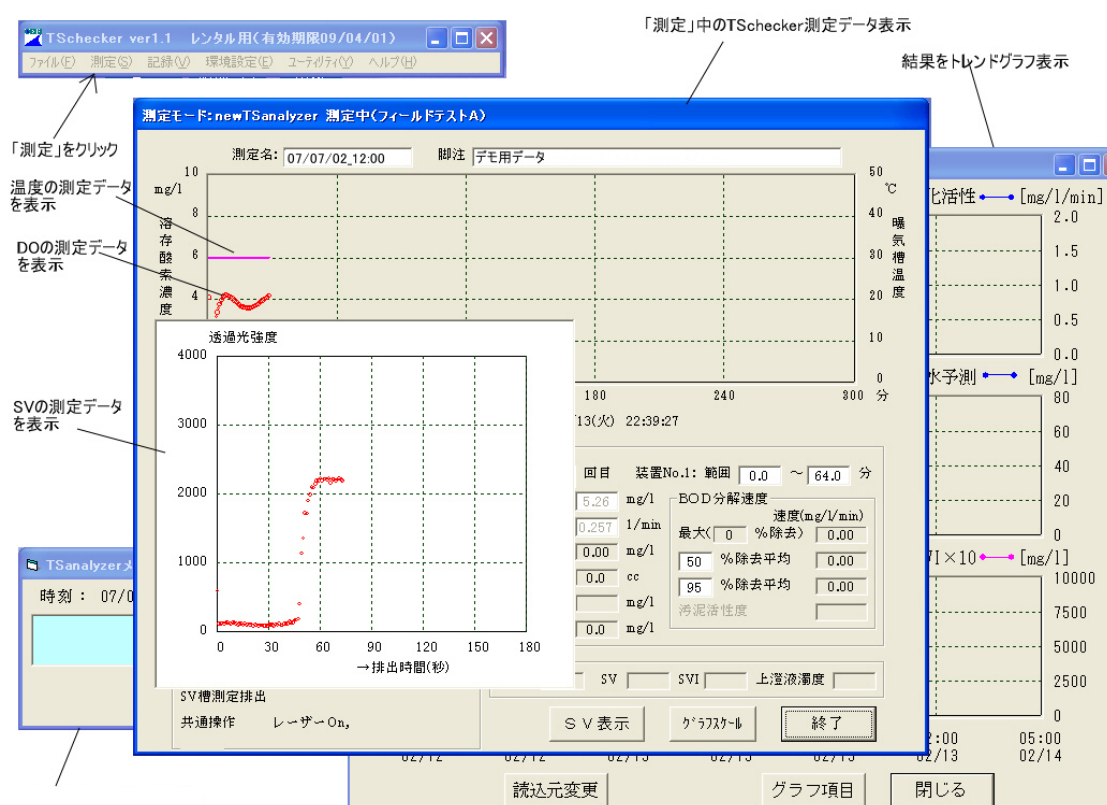 「測定」中のTSchecker測定データ表示
TSchecker ver1.1 レンタル用(有効期限09/04/01)
ファイル(F) 測定(S) 記録(V) 環境設定(E) ユーティリティ(Y) ヘルプ(H)
結果をトレンドグラフ表示
「測定」をクリック
温度の測定データ
を表示
DOの測定データ
を表示
SVの測定データ
を表示
測定モード:newTSanalyzer 測定中(フィールドテストA)
測定名: 07/07/02_12:00 脚注 デモ用データ
mg/l
10
8
6
4
溶存酸素濃度
50
40
30
20
10
0
℃
曝気槽温度
180 240 300 分
13(火) 22:39:27
透過光強度
4000
3000
2000
1000
0
0 30 60 90 120 150 180
→排出時間(秒)
回目 装置No.1: 範囲 0.0 ～ 64.0 分
5.26 mg/l
0.257 l/min
0.00 mg/l
0.0 cc
mg/l
0.0 mg/l
BOD分解速度
速度(mg/l/min)
最大( 0 %除去) 0.00
50 %除去平均 0.00
95 %除去平均 0.00
汚泥活性度
SV SVI 上澄液濁度
SV槽測定排出
共通操作 レーザーOn,
SV表示 グラフスケール 終了
TSanalyzer
時刻: 07/0
化活性 [mg/l/min]
2.0
1.5
1.0
0.5
0.0
水予測 [mg/l]
80
60
40
20
0
VI×10 [mg/l]
10000
7500
5000
2500
0
:00 05:00
02/12 02/12 02/13 02/13 02/13 02/14
読込元変更 グラフ項目 閉じる